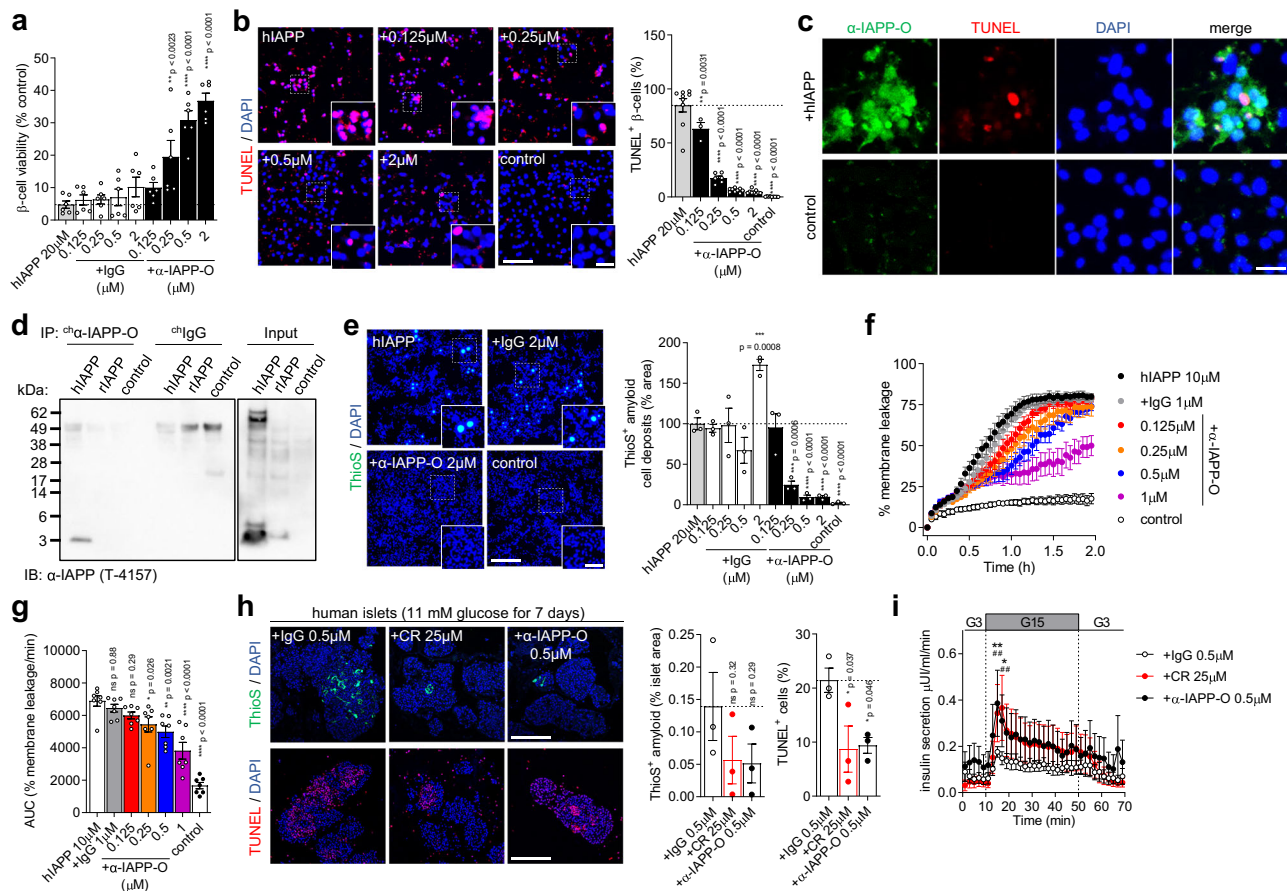 a
β-cell viability (% control)
50
40
30
20
10
0
** p < 0.0023
**** p < 0.0001
**** p < 0.0001
hIAPP 20µM
0.125
0.25
0.5
2
0.125
0.25
0.5
2
+IgG
(µM)
+α-IAPP-O
(µM)
b
TUNEL / DAPI
hIAPP
+0.125µM
+0.25µM
+0.5µM
+2µM
control
TUNEL⁺ β-cells (%)
150
125
100
75
50
25
0
** p = 0.0031
**** p < 0.0001
**** p < 0.0001
**** p < 0.0001
**** p < 0.0001
hIAPP 20µM
0.125
0.25
0.5
2
control
+α-IAPP-O
(µM)
c
α-IAPP-O
TUNEL
DAPI
merge
+hIAPP
control
d
IP: ᶜʰα-IAPP-O
ᶜʰIgG
Input
hIAPP
rIAPP
control
hIAPP
rIAPP
control
hIAPP
rIAPP
control
kDa:
62
49
38
28
17
14
6
3
IB: α-IAPP (T-4157)
e
ThioS / DAPI
hIAPP
+IgG 2µM
+α-IAPP-O 2µM
control
ThioS⁺ amyloid
cell deposits (% area)
200
150
100
50
0
***
p = 0.0008
*** p = 0.0006
**** p < 0.0001
**** p < 0.0001
**** p < 0.0001
hIAPP 20µM
0.125
0.25
0.5
2
0.125
0.25
0.5
2
control
+IgG
(µM)
+α-IAPP-O
(µM)
f
% membrane leakage
100
75
50
25
0
0.0
0.5
1.0
1.5
2.0
Time (h)
hIAPP 10µM
+IgG 1µM
0.125µM
0.25µM
0.5µM
1µM
control
+α-IAPP-O
g
AUC (% membrane leakage/min)
10000
8000
6000
4000
2000
0
ns p = 0.88
ns p = 0.29
* p = 0.026
** p = 0.0021
**** p < 0.0001
**** p < 0.0001
hIAPP 10µM
+IgG 1µM
0.125
0.25
0.5
1
control
+α-IAPP-O
(µM)
h
human islets (11 mM glucose for 7 days)
+IgG 0.5µM
+CR 25µM
+α-IAPP-O
0.5µM
ThioS / DAPI
TUNEL / DAPI
ThioS⁺ amyloid (% islet area)
0.25
0.20
0.15
0.10
0.05
0.00
ns p = 0.32
ns p = 0.29
+IgG 0.5µM
+CR 25µM
+α-IAPP-O 0.5µM
TUNEL⁺ cells (%)
30
20
10
0
* p = 0.037
* p = 0.046
+IgG 0.5µM
+CR 25µM
+α-IAPP-O 0.5µM
i
G3
G15
G3
insulin secretion µUI/ml/min
0.6
0.4
0.2
0.0
**
##
*
##
0
10
20
30
40
50
60
70
Time (min)
+IgG 0.5µM
+CR 25µM
+α-IAPP-O 0.5µM